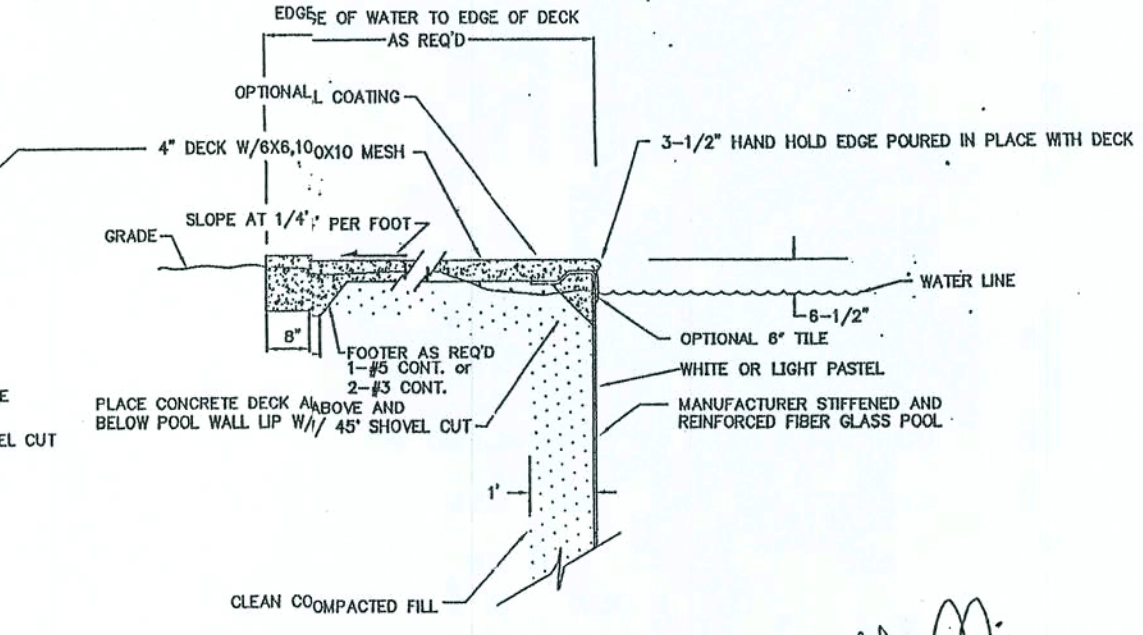 EDGE OF WATER TO EDGE OF DECK
AS REQ'D
OPTIONAL COATING
4" DECK W/6X6,10X10 MESH
3-1/2" HAND HOLD EDGE POURED IN PLACE WITH DECK
SLOPE AT 1/4" PER FOOT
GRADE
WATER LINE
6-1/2"
8"
OPTIONAL 6" TILE
FOOTER AS REQ'D
1-#5 CONT. or
2-#3 CONT.
WHITE OR LIGHT PASTEL
PLACE CONCRETE DECK ABOVE AND
BELOW POOL WALL LIP W/ 45° SHOVEL CUT
MANUFACTURER STIFFENED AND
REINFORCED FIBER GLASS POOL
EL CUT
1'
CLEAN COMPACTED FILL